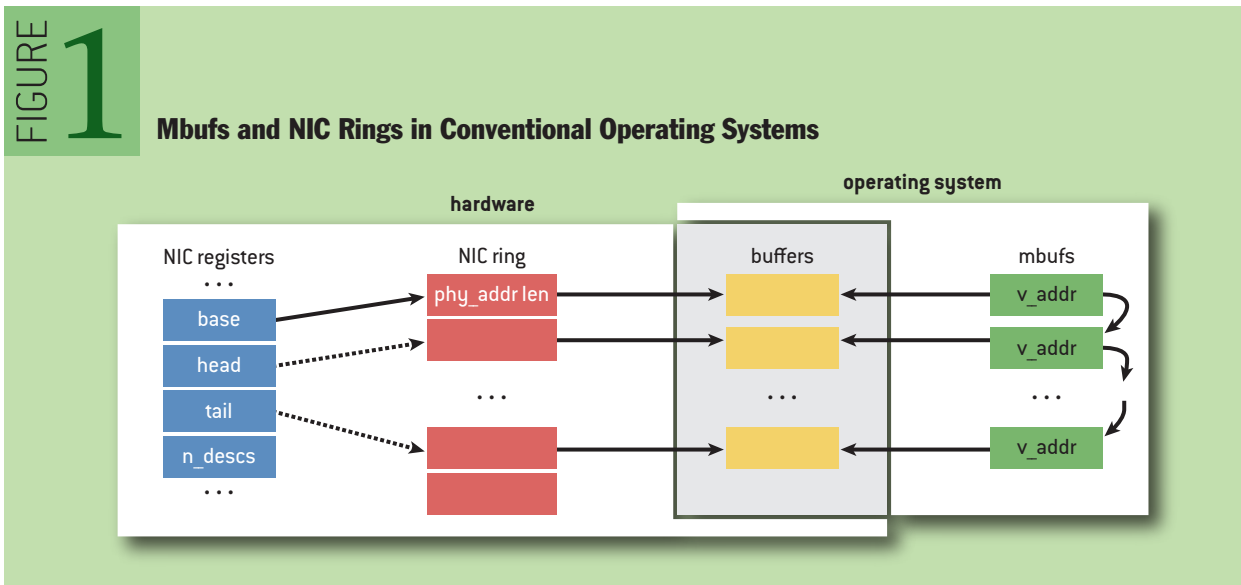 FIGURE 1
Mbufs and NIC Rings in Conventional Operating Systems
operating system
hardware
NIC registers
NIC ring
buffers
mbufs
...
base
head
tail
n_descs
...
phy_addr len
...
...
v_addr
v_addr
...
v_addr